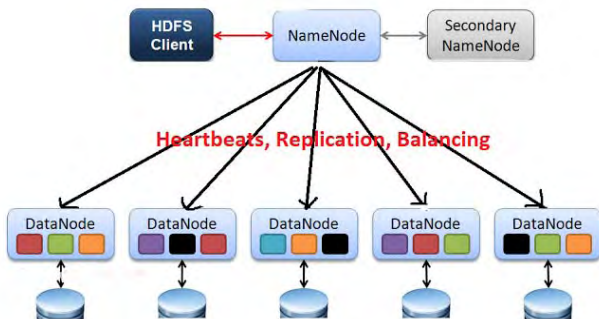 HDFS
Client
NameNode
Secondary
NameNode
Heartbeats, Replication, Balancing
DataNode
DataNode
DataNode
DataNode
DataNode